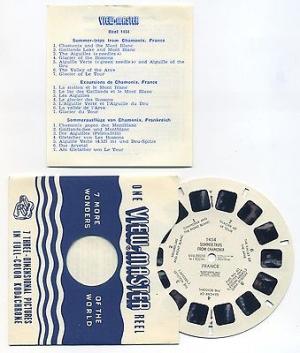 VIEW-MASTER
Reel 1454
Summer-trips from Chamonix, France
1. Chamonix and the Mont Blanc
2. Gaillands Lake and Mont Blanc
3. The Aiguilles (= needles)
4. Glacier of the Bossons
5. Aiguille Verte (= green needle) and Aiguille of the
6. The Valley of the Arve
7. Glacier of Le Tour
Excursions de Chamonix, France
1. La station et le Mont Blanc
2. Le lac des Gaillands et le Mont Blanc
3. Les Aiguilles
4. Le glacier des Bossons
5. L'Aiguille Verte et l'Aiguille du Dru
6. La vallée de l'Arve
7. Glacier du Tour
Sommerausflüge von Chamonix, Frankreich
1. Chamonix gegen den Montblanc
2. Gaillands-See und Montblanc
3. Die Aiguilles
4. Gletscher von Les Bossons
5. Aiguille Verte und Dru-Spitze
6. Das Arvetal
7. Gletscher von Le Tour
ONE
VIEW-MASTER
REEL
7 MORE
WONDERS
OF THE
WORLD
7 THREE-DIMENSIONAL PICTURES
IN FULL-COLOR KODACHROME
1454
SUMMER-TRIPS
FROM CHAMONIX
FRANCE